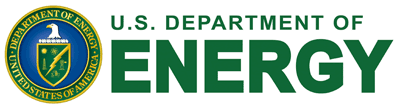 DEPARTMENT OF ENERGY
UNITED STATES OF AMERICA
U.S. DEPARTMENT OF
ENERGY